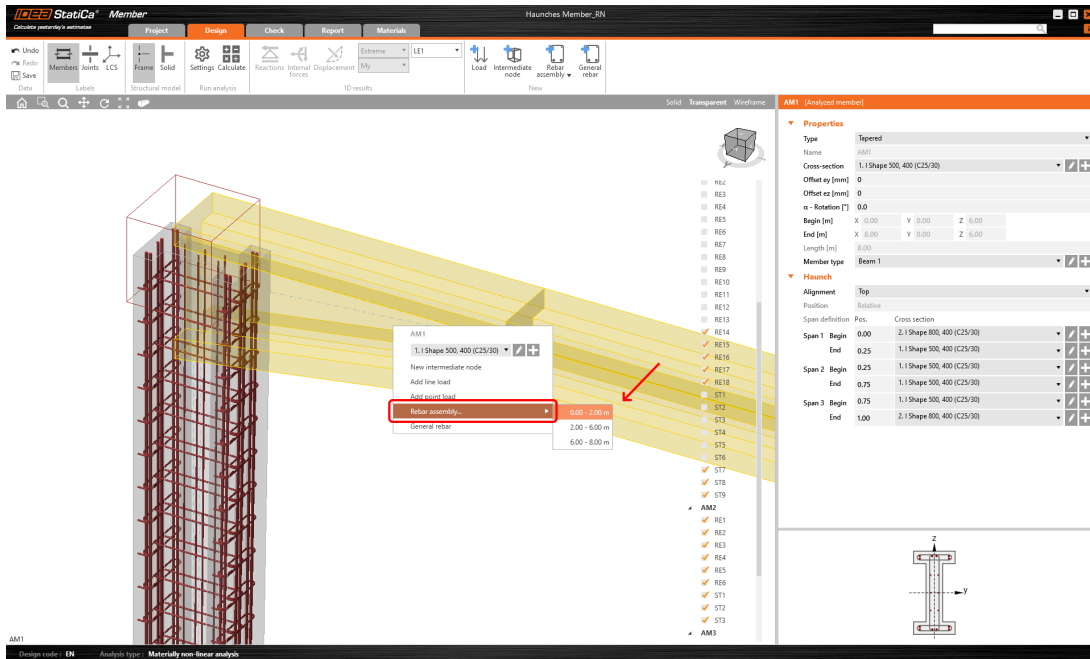 IDEA StatiCa® Member
Calculate yesterday's estimates
Haunches Member_RN
Project Design Check Report Materials
Undo
Redo
Save
Members Joints LCS
Frame Solid
Settings Calculate
Reactions Internal forces Displacement
Extreme LE1
My
Load Intermediate node Rebar assembly General rebar
Data Labels Structural model Run analysis 1D results New
Solid Transparent Wireframe
AM1 [Analyzed member]
RE2
RE3
RE4
RE5
RE6
RE7
RE8
RE9
RE10
RE11
RE12
RE13
RE14
RE15
RE16
RE17
RE18
ST1
ST2
ST3
ST4
ST5
ST6
ST7
ST8
ST9
AM2
RE1
RE2
RE3
RE4
RE5
RE6
ST1
ST2
ST3
AM3
AM1
1. I Shape 500, 400 (C25/30)
New intermediate node
Add line load
Add point load
Rebar assembly...
General rebar
0.00 - 2.00 m
2.00 - 6.00 m
6.00 - 8.00 m
Properties
Type Tapered
Name AM1
Cross-section 1. I Shape 500, 400 (C25/30)
Offset ey [mm] 0
Offset ez [mm] 0
α - Rotation [°] 0.0
Begin [m] X 0.00 Y 0.00 Z 6.00
End [m] X 8.00 Y 0.00 Z 6.00
Length [m] 8.00
Member type Beam 1
Haunch
Alignment Top
Position Relative
Span definition Pos. Cross section
Span 1 Begin 0.00 2. I Shape 800, 400 (C25/30)
End 0.25 1. I Shape 500, 400 (C25/30)
Span 2 Begin 0.25 1. I Shape 500, 400 (C25/30)
End 0.75 1. I Shape 500, 400 (C25/30)
Span 3 Begin 0.75 1. I Shape 500, 400 (C25/30)
End 1.00 2. I Shape 800, 400 (C25/30)
z
y
AM1
Design code : EN Analysis type : Materially non-linear analysis